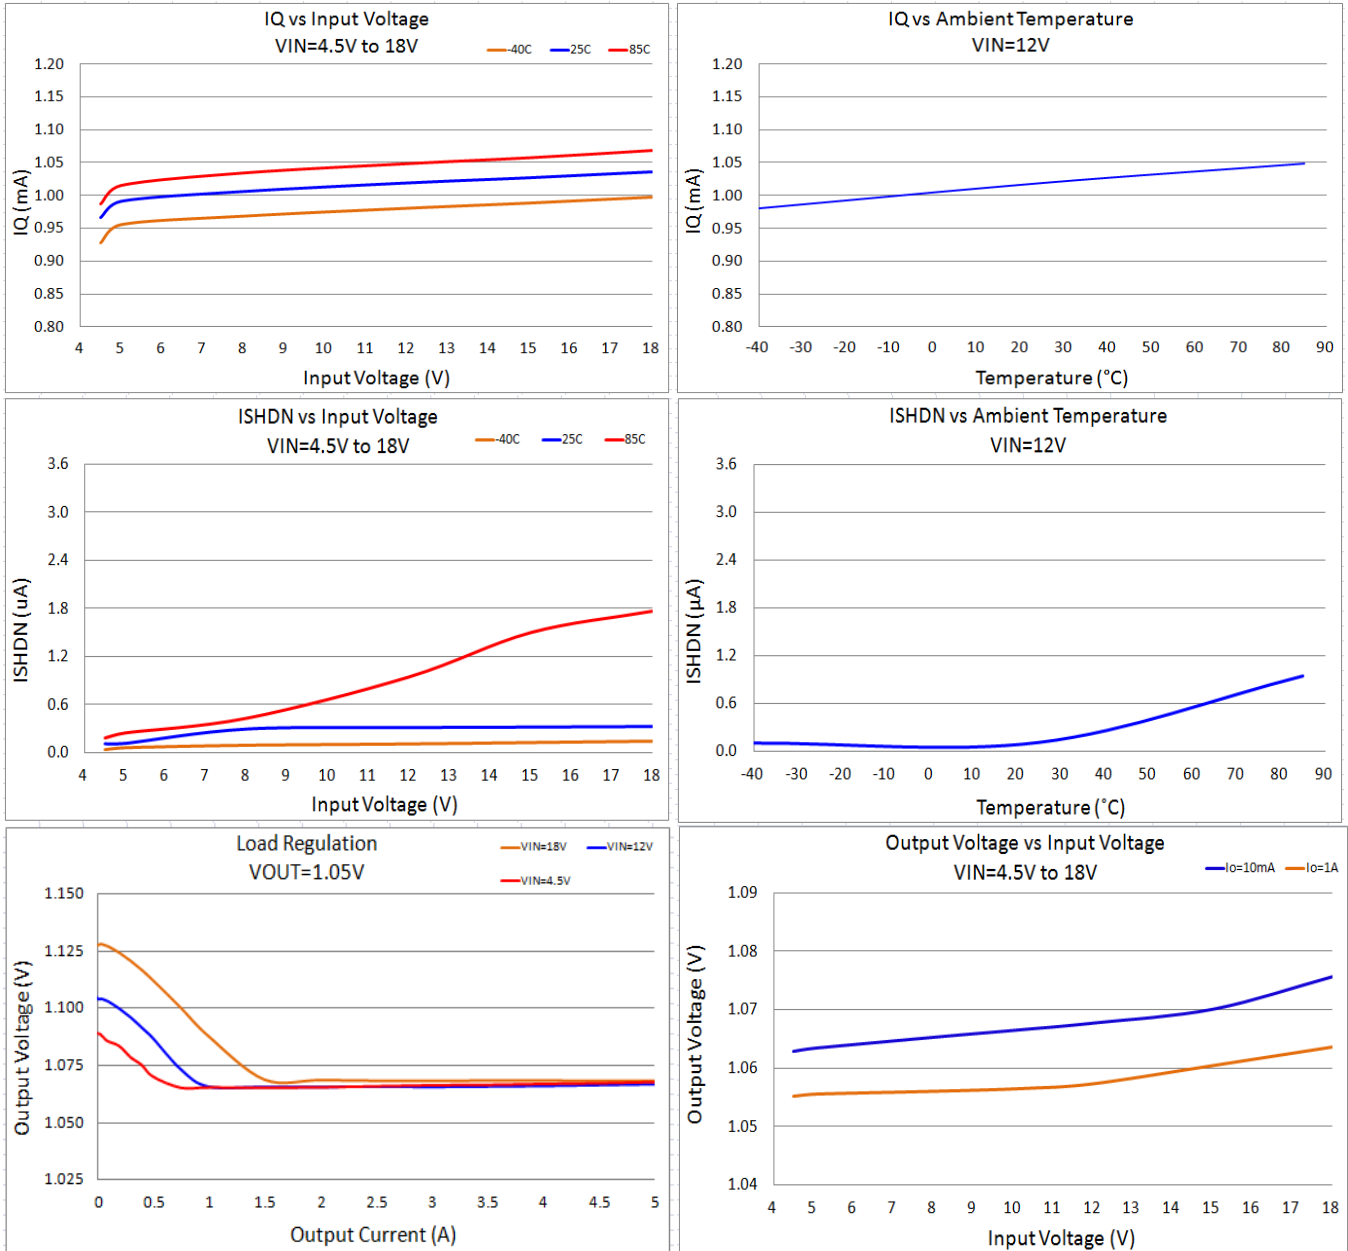 IQ vs Input Voltage
VIN=4.5V to 18V
-40C 25C 85C
1.20
1.15
1.10
1.05
1.00
0.95
0.90
0.85
0.80
IQ (mA)
4 5 6 7 8 9 10 11 12 13 14 15 16 17 18
Input Voltage (V)
IQ vs Ambient Temperature
VIN=12V
1.20
1.15
1.10
1.05
1.00
0.95
0.90
0.85
0.80
IQ (mA)
-40 -30 -20 -10 0 10 20 30 40 50 60 70 80 90
Temperature (°C)
ISHDN vs Input Voltage
VIN=4.5V to 18V
-40C 25C 85C
3.6
3.0
2.4
1.8
1.2
0.6
0.0
ISHDN (uA)
4 5 6 7 8 9 10 11 12 13 14 15 16 17 18
Input Voltage (V)
ISHDN vs Ambient Temperature
VIN=12V
3.6
3.0
2.4
1.8
1.2
0.6
0.0
ISHDN (µA)
-40 -30 -20 -10 0 10 20 30 40 50 60 70 80 90
Temperature (°C)
Load Regulation
VOUT=1.05V
VIN=18V VIN=12V
VIN=4.5V
1.150
1.125
1.100
1.075
1.050
1.025
Output Voltage (V)
0 0.5 1 1.5 2 2.5 3 3.5 4 4.5 5
Output Current (A)
Output Voltage vs Input Voltage
VIN=4.5V to 18V
Io=10mA Io=1A
1.09
1.08
1.07
1.06
1.05
1.04
Output Voltage (V)
4 5 6 7 8 9 10 11 12 13 14 15 16 17 18
Input Voltage (V)